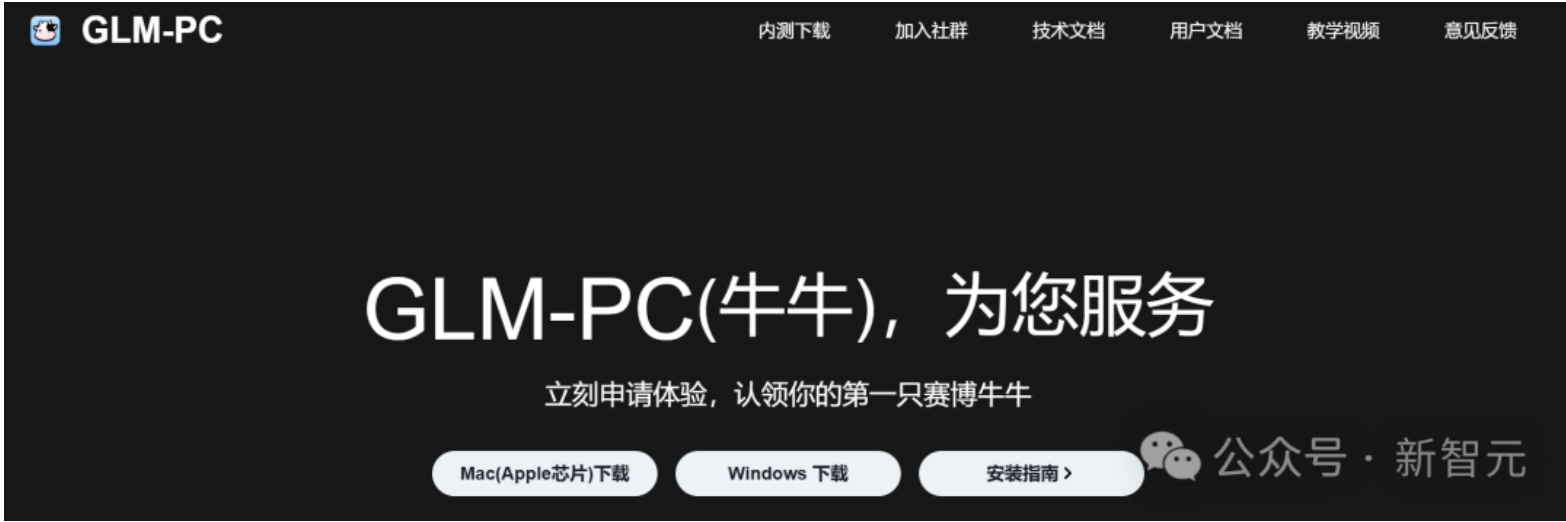 GLM-PC 内测下载 加入社群 技术文档 用户文档 教学视频 意见反馈
GLM-PC(牛牛)，为您服务
立刻申请体验，认领你的第一只赛博牛牛
Mac(Apple芯片)下载 Windows 下载 安装指南 >
公众号 · 新智元